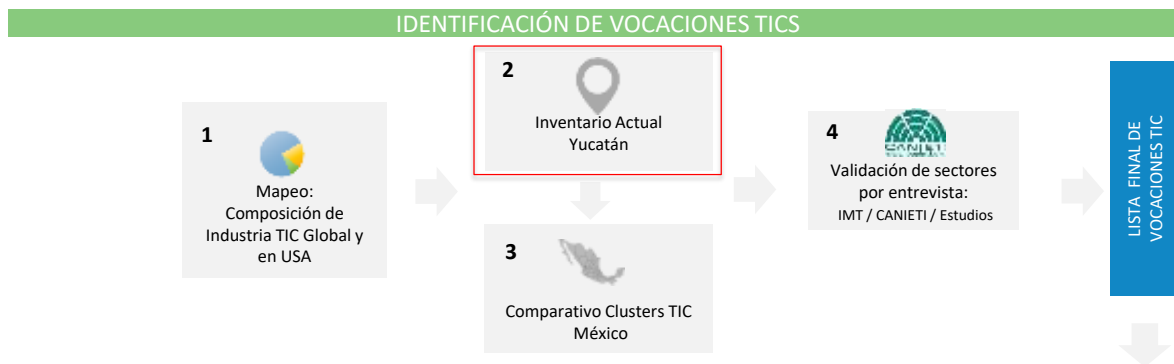 IDENTIFICACIÓN DE VOCACIONES TICS
1
Mapeo:
Composición de
Industria TIC Global y
en USA
2
Inventario Actual
Yucatán
3
Comparativo Clusters TIC
México
4
CANIETI
Validación de sectores
por entrevista:
IMT / CANIETI / Estudios
LISTA FINAL DE
VOCACIONES TIC